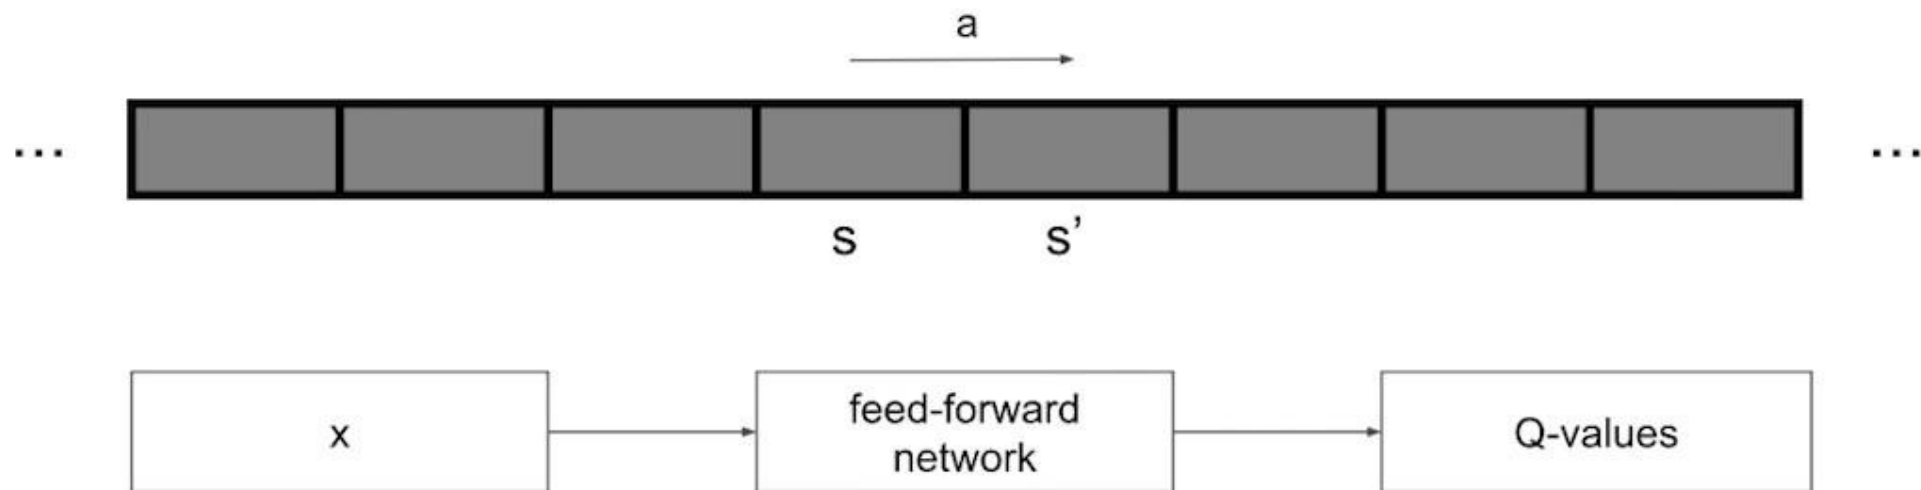 a
... ...
s s’
x
feed-forward
network
Q-values